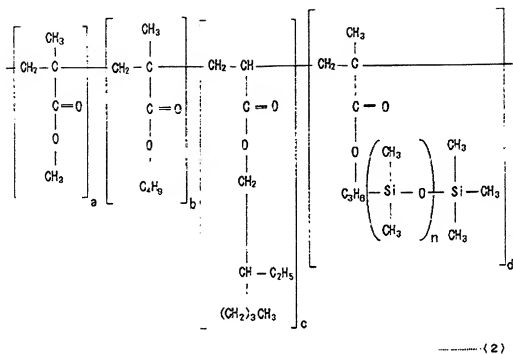 CH₃ CH₃ CH₃
CH₂ C CH₂ C CH₂ CH CH₂ C
C=O C=O C=O C=O
O O O O
CH₃ C₄H₉ CH₂ CH₃ CH₃
C₃H₆ Si O Si CH₃
CH₃ n CH₃
a b
CH C₂H₅ d
(CH₂)₃CH₃ c
(2)